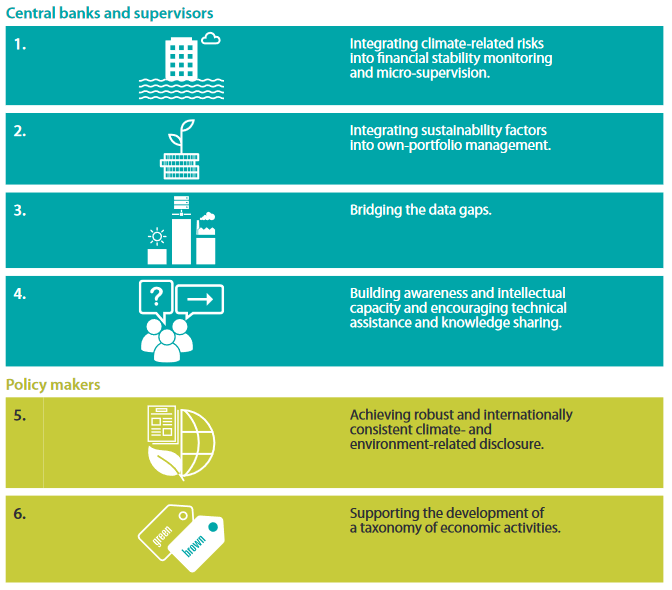 Central banks and supervisors
1.
Integrating climate-related risks
into financial stability monitoring
and micro-supervision.
2.
Integrating sustainability factors
into own-portfolio management.
3.
Bridging the data gaps.
4.
?
Building awareness and intellectual
capacity and encouraging technical
assistance and knowledge sharing.
Policy makers
5.
Achieving robust and internationally
consistent climate- and
environment-related disclosure.
6.
green
brown
Supporting the development of
a taxonomy of economic activities.